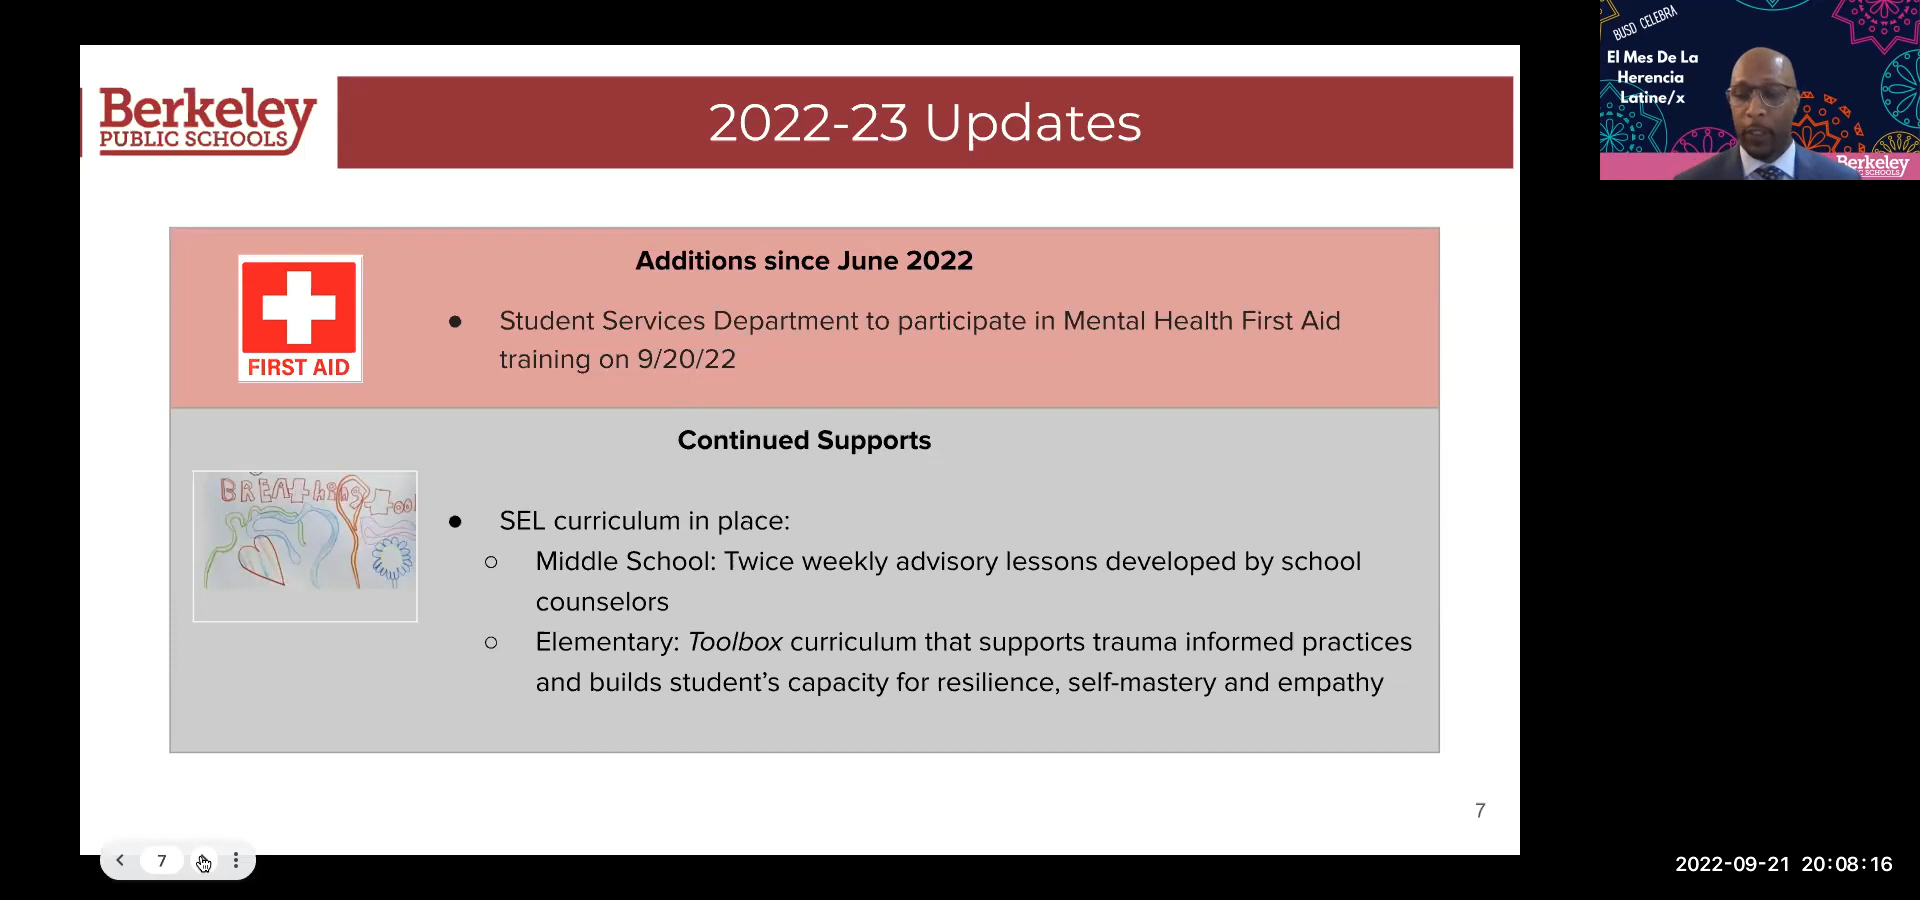 Berkeley
PUBLIC SCHOOLS
2022-23 Updates
Additions since June 2022
FIRST AID
● Student Services Department to participate in Mental Health First Aid
training on 9/20/22
Continued Supports
BREAthing tool
● SEL curriculum in place:
○ Middle School: Twice weekly advisory lessons developed by school
counselors
○ Elementary: Toolbox curriculum that supports trauma informed practices
and builds student’s capacity for resilience, self-mastery and empathy
7
7
BUSD CELEBRA
El Mes De La
Herencia
Latine/x
Berkeley
C SCHOOLS
2022-09-21 20:08:16